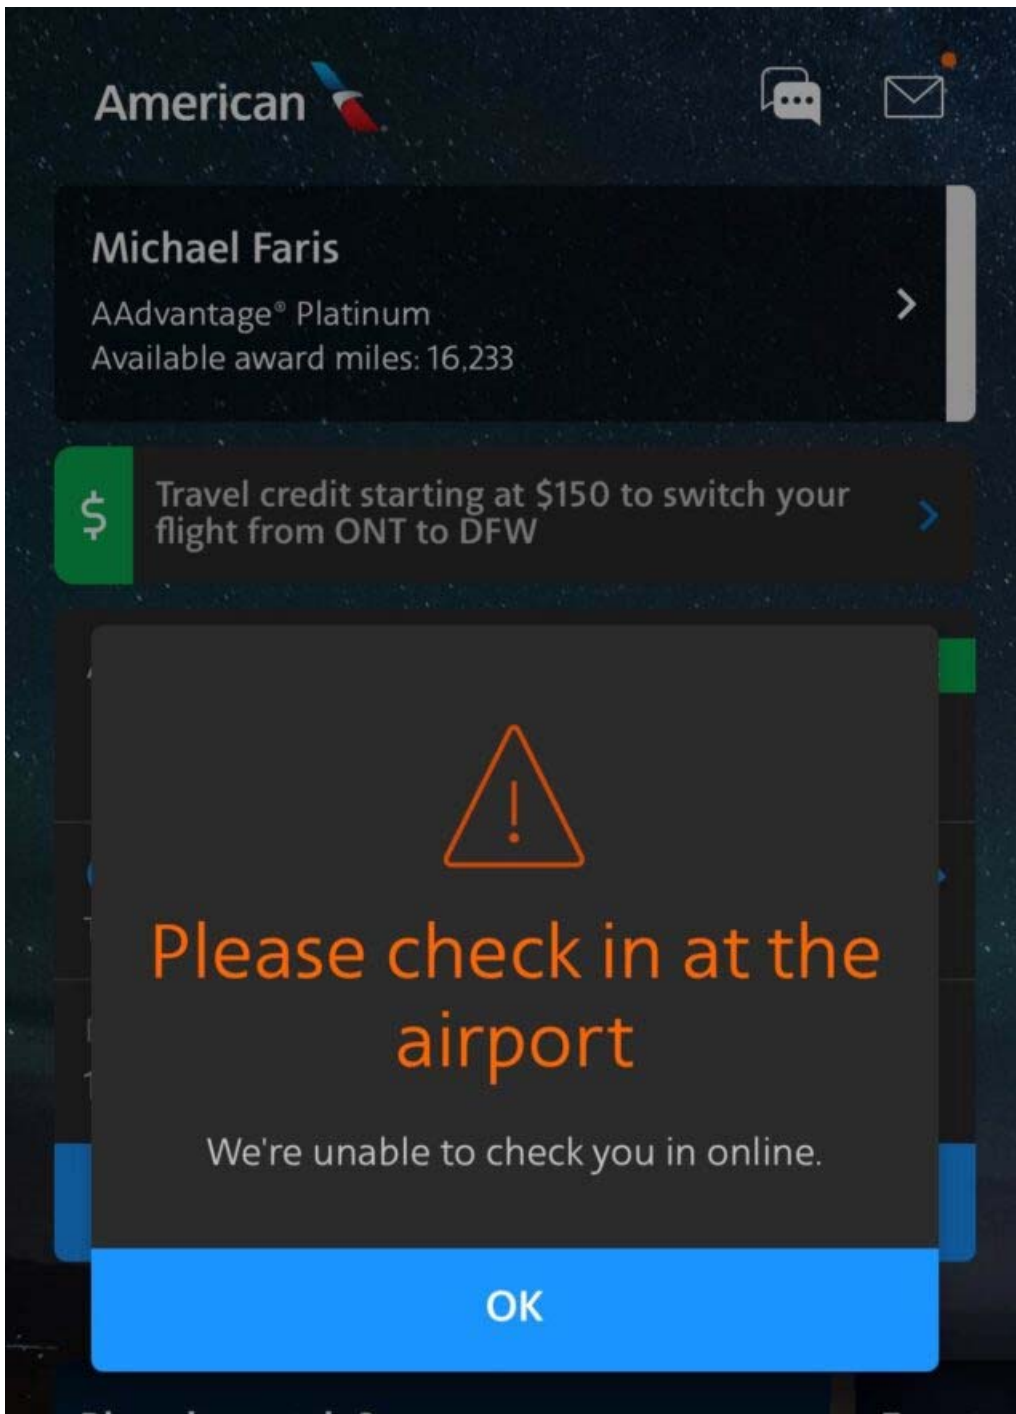 American
Michael Faris
AAdvantage® Platinum
Available award miles: 16,233
$
Travel credit starting at $150 to switch your
flight from ONT to DFW
Please check in at the
airport
We're unable to check you in online.
OK